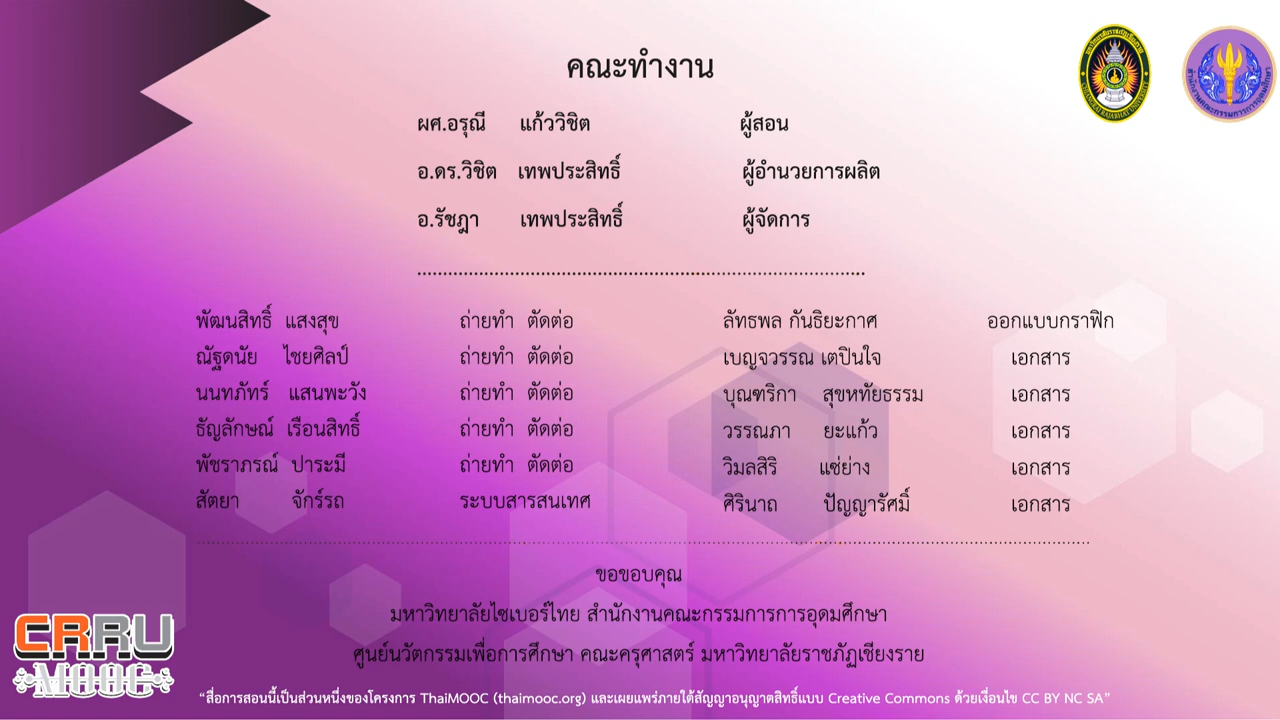 คณะทำงาน
ผศ.อรุณี แก้ววิชิต ผู้สอน
อ.ดร.วิชิต เทพประสิทธิ์ ผู้อำนวยการผลิต
อ.รัชฎา เทพประสิทธิ์ ผู้จัดการ
พัฒนสิทธิ์ แสงสุข ถ่ายทำ ตัดต่อ ลัทธพล กันธิยะกาศ ออกแบบกราฟิก
ณัฐดนัย ไชยศิลป์ ถ่ายทำ ตัดต่อ เบญจวรรณ เตปินใจ เอกสาร
นนทภัทร์ แสนพะวัง ถ่ายทำ ตัดต่อ บุณฑริกา สุขหทัยธรรม เอกสาร
ธัญลักษณ์ เรือนสิทธิ์ ถ่ายทำ ตัดต่อ วรรณภา ยะแก้ว เอกสาร
พัชราภรณ์ ปาระมี ถ่ายทำ ตัดต่อ วิมลสิริ แซ่ย่าง เอกสาร
สัตยา จักร์รถ ระบบสารสนเทศ ศิรินาถ ปัญญารัศมิ์ เอกสาร
ขอขอบคุณ
มหาวิทยาลัยไซเบอร์ไทย สำนักงานคณะกรรมการการอุดมศึกษา
ศูนย์นวัตกรรมเพื่อการศึกษา คณะครุศาสตร์ มหาวิทยาลัยราชภัฏเชียงราย
CRRU
MOOC
“สื่อการสอนนี้เป็นส่วนหนึ่งของโครงการ ThaiMOOC (thaimooc.org) และเผยแพร่ภายใต้สัญญาอนุญาตสิทธิ์แบบ Creative Commons ด้วยเงื่อนไข CC BY NC SA”